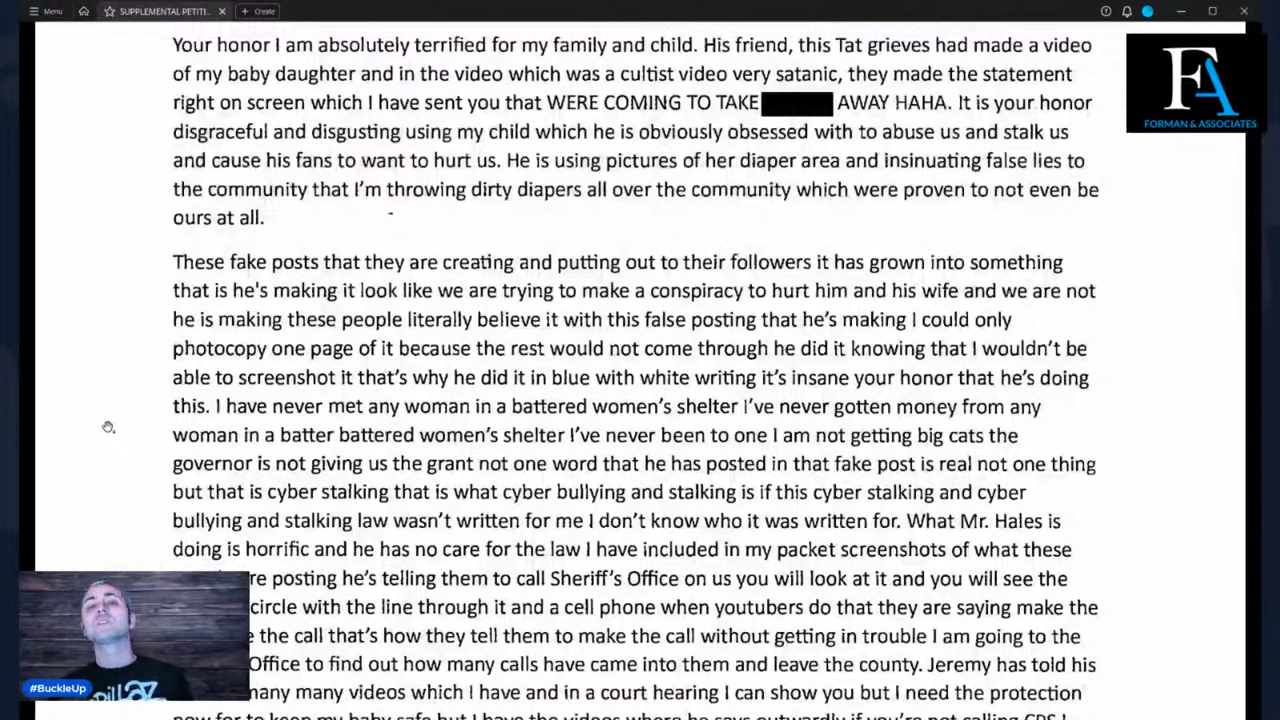 Menu
SUPPLEMENTAL PETITI...
Create
Your honor I am absolutely terrified for my family and child. His friend, this Tat grieves had made a video
of my baby daughter and in the video which was a cultist video very satanic, they made the statement
right on screen which I have sent you that WERE COMING TO TAKE AWAY HAHA. It is your honor
disgraceful and disgusting using my child which he is obviously obsessed with to abuse us and stalk us
and cause his fans to want to hurt us. He is using pictures of her diaper area and insinuating false lies to
the community that I'm throwing dirty diapers all over the community which were proven to not even be
ours at all.
FA
FORMAN & ASSOCIATES
These fake posts that they are creating and putting out to their followers it has grown into something
that is he's making it look like we are trying to make a conspiracy to hurt him and his wife and we are not
he is making these people literally believe it with this false posting that he's making I could only
photocopy one page of it because the rest would not come through he did it knowing that I wouldn't be
able to screenshot it that's why he did it in blue with white writing it's insane your honor that he's doing
this. I have never met any woman in a battered women's shelter I've never gotten money from any
woman in a batter battered women's shelter I've never been to one I am not getting big cats the
governor is not giving us the grant not one word that he has posted in that fake post is real not one thing
but that is cyber stalking that is what cyber bullying and stalking is if this cyber stalking and cyber
bullying and stalking law wasn't written for me I don't know who it was written for. What Mr. Hales is
doing is horrific and he has no care for the law I have included in my packet screenshots of what these
re posting he's telling them to call Sheriff's Office on us you will look at it and you will see the
circle with the line through it and a cell phone when youtubers do that they are saying make the
e the call that's how they tell them to make the call without getting in trouble I am going to the
Office to find out how many calls have came into them and leave the county. Jeremy has told his
many many videos which I have and in a court hearing I can show you but I need the protection
now for to keep my baby safe but I have the videos where he says outwardly if you're not calling CPS I
#BuckleUp